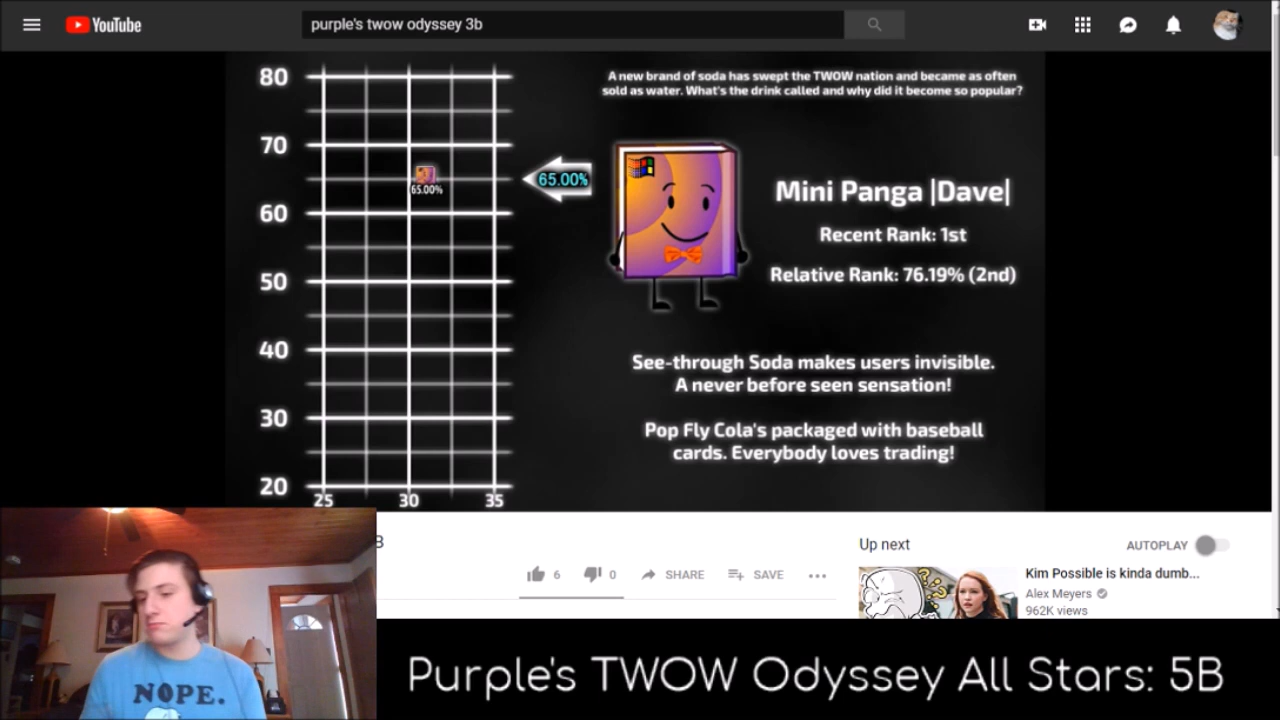 YouTube
purple's twow odyssey 3b
80
70
60
50
40
30
20
25
30
35
65.00%
65.00%
A new brand of soda has swept the TWOW nation and became as often
sold as water. What's the drink called and why did it become so popular?
Mini Panga |Dave|
Recent Rank: 1st
Relative Rank: 76.19% (2nd)
See-through Soda makes users invisible.
A never before seen sensation!
Pop Fly Cola's packaged with baseball
cards. Everybody loves trading!
B
6
0
SHARE
SAVE
Up next
AUTOPLAY
Kim Possible is kinda dumb...
Alex Meyers
962K views
NOPE.
Purple's TWOW Odyssey All Stars: 5B